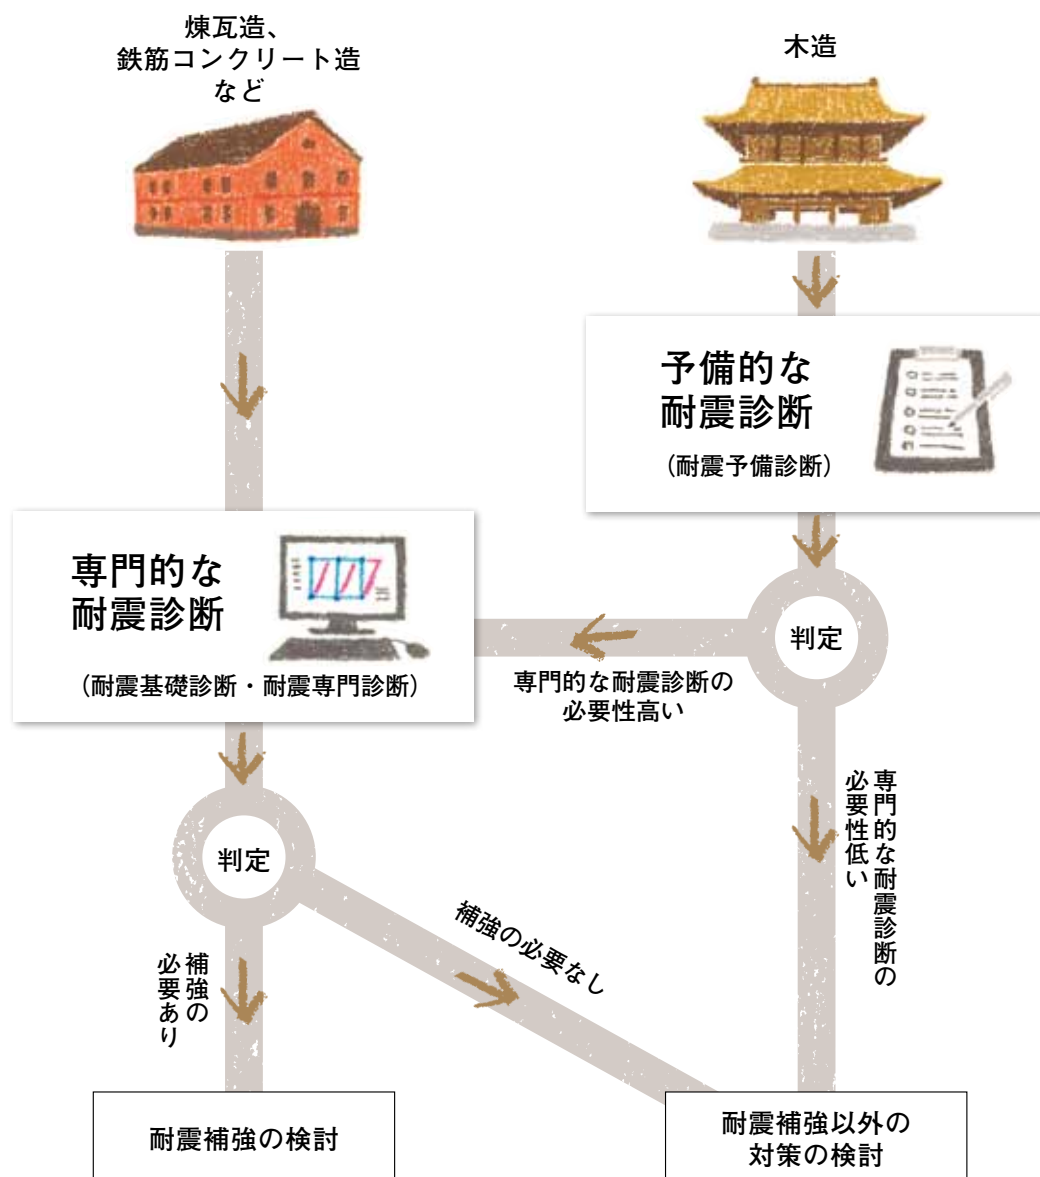 煉瓦造、
鉄筋コンクリート造
など
木造
予備的な
耐震診断
（耐震予備診断）
専門的な
耐震診断
（耐震基礎診断・耐震専門診断）
判定
専門的な耐震診断の
必要性高い
専門的な耐震診断の
必要性低い
判定
補強の必要なし
補強の
必要あり
耐震補強の検討
耐震補強以外の
対策の検討